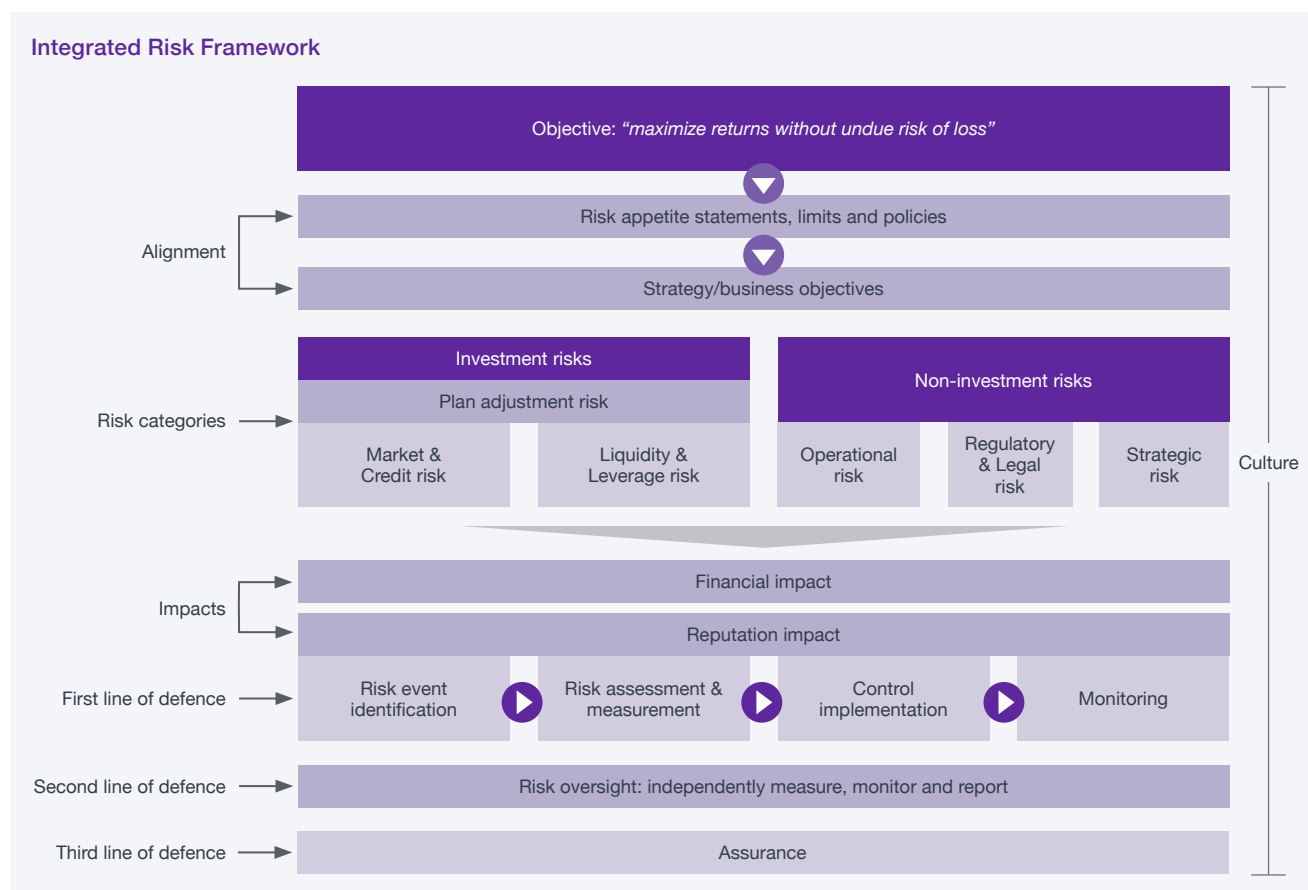 Integrated Risk Framework
Objective: “maximize returns without undue risk of loss”
Risk appetite statements, limits and policies
Alignment
Strategy/business objectives
Investment risks
Non-investment risks
Plan adjustment risk
Risk categories
Market &
Credit risk
Liquidity &
Leverage risk
Operational
risk
Regulatory
& Legal
risk
Strategic
risk
Culture
Financial impact
Impacts
Reputation impact
First line of defence
Risk event
identification
Risk assessment &
measurement
Control
implementation
Monitoring
Second line of defence
Risk oversight: independently measure, monitor and report
Third line of defence
Assurance